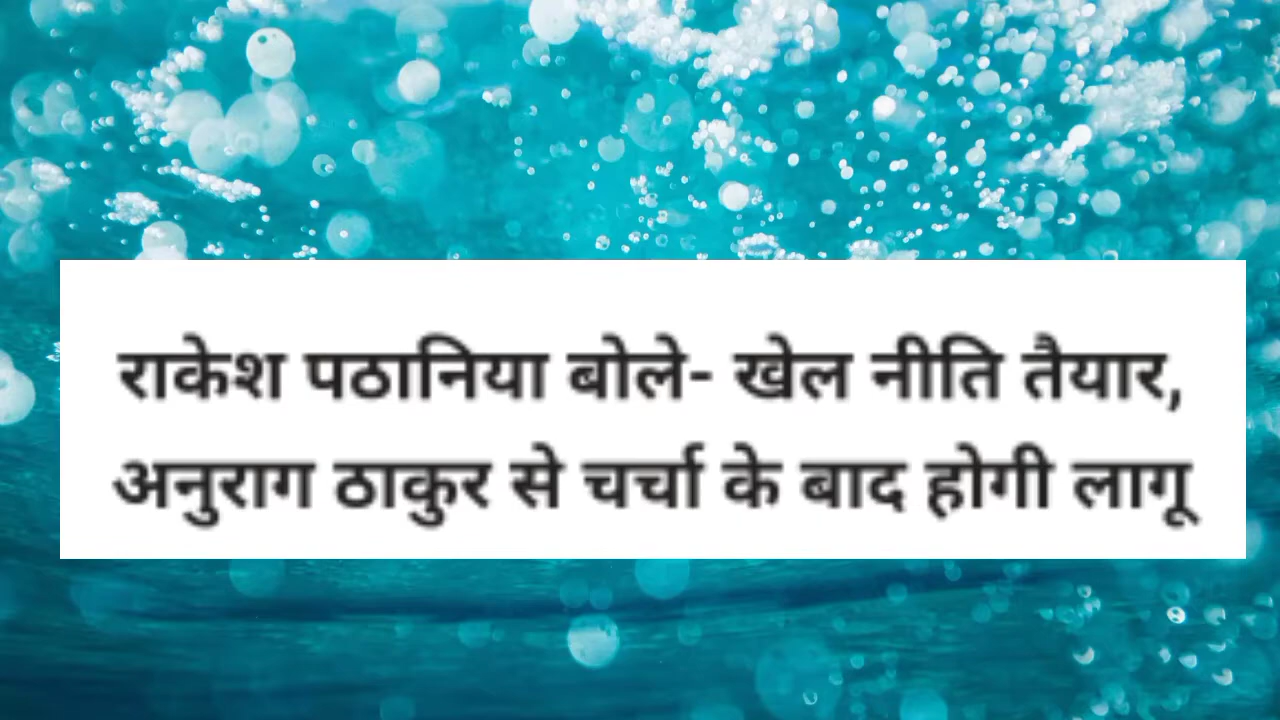 राकेश पठानिया बोले- खेल नीति तैयार,
अनुराग ठाकुर से चर्चा के बाद होगी लागू